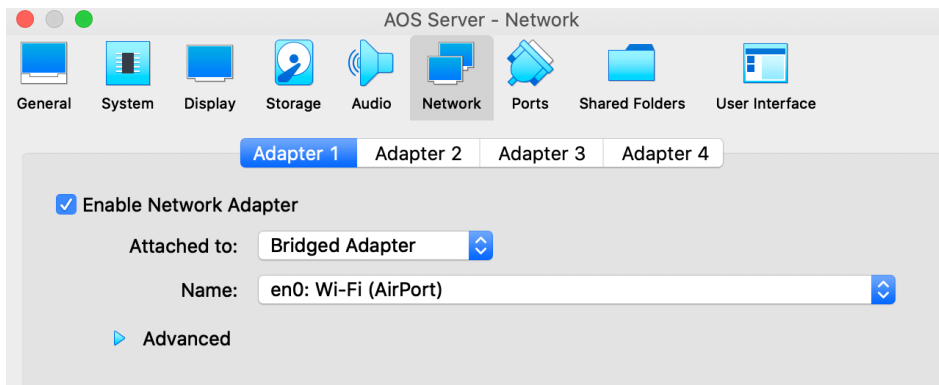 AOS Server - Network
General System Display Storage Audio Network Ports Shared Folders User Interface
Adapter 1 Adapter 2 Adapter 3 Adapter 4
Enable Network Adapter
Attached to: Bridged Adapter
Name: en0: Wi-Fi (AirPort)
Advanced